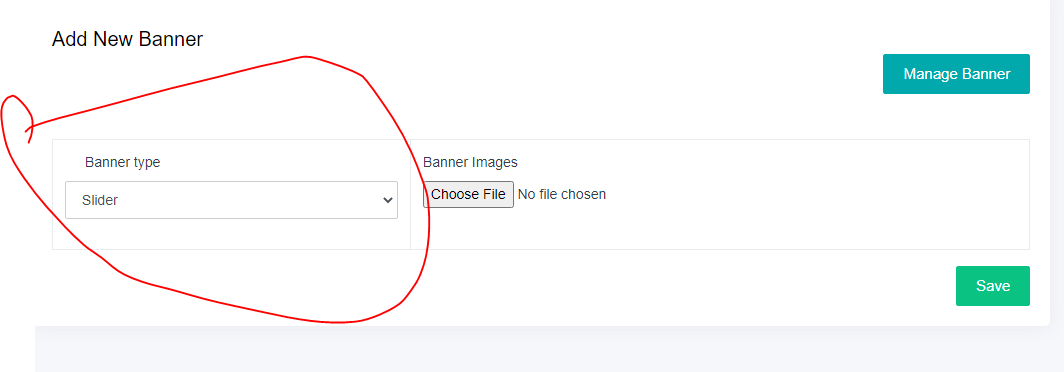 Add New Banner
Manage Banner
Banner type
Banner Images
Slider
Choose File No file chosen
Save